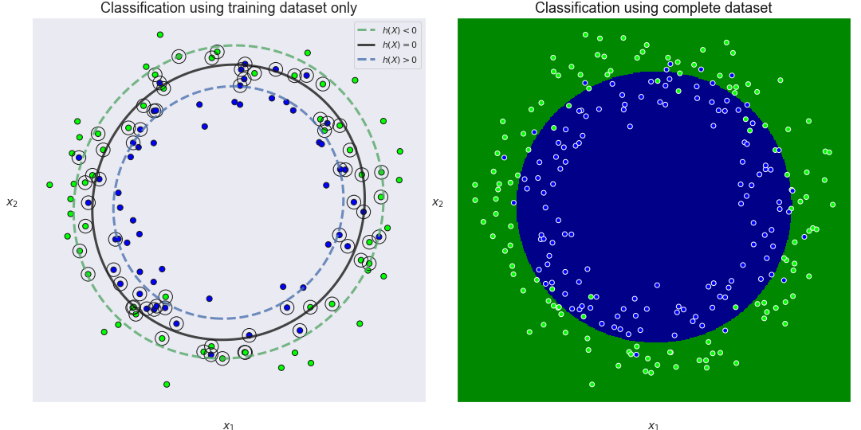 Classification using training dataset only
h(X) < 0
h(X) = 0
h(X) > 0
x₂
x₁
Classification using complete dataset
x₂
x₁